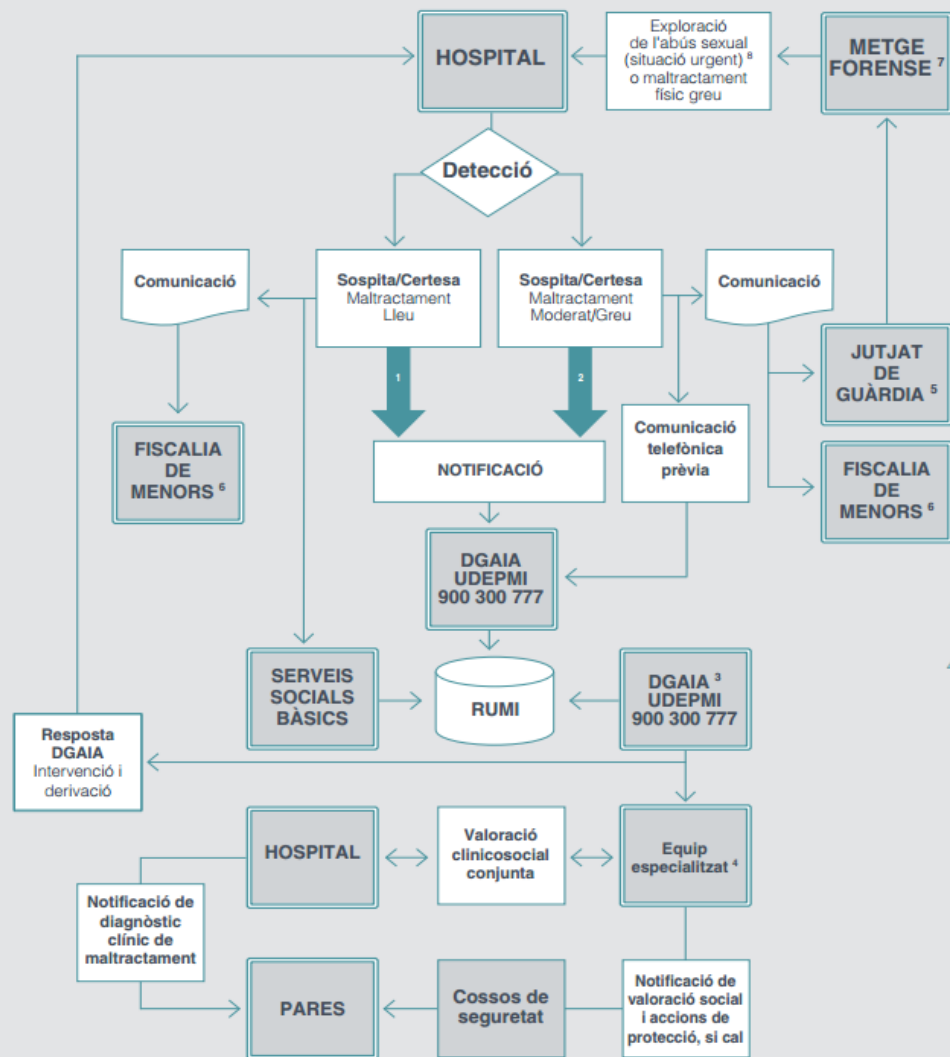 HOSPITAL
Exploració
de l'abús sexual
(situació urgent) 8
o maltractament
físic greu
METGE
FORENSE 7
Detecció
Comunicació
Sospita/Certesa
Maltractament
Lleu
Sospita/Certesa
Maltractament
Moderat/Greu
Comunicació
1
2
JUTJAT
DE
GUÀRDIA 5
FISCALIA
DE
MENORS 6
NOTIFICACIÓ
Comunicació
telefònica
prèvia
FISCALIA
DE
MENORS 6
DGAIA
UDEPMI
900 300 777
SERVEIS
SOCIALS
BÀSICS
RUMI
DGAIA 3
UDEPMI
900 300 777
Resposta
DGAIA
Intervenció i
derivació
HOSPITAL
Valoració
clinicosocial
conjunta
Equip
especialitzat 4
Notificació de
diagnòstic
clínic de
maltractament
PARES
Cossos de
seguretat
Notificació de
valoració social
i accions de
protecció, si cal